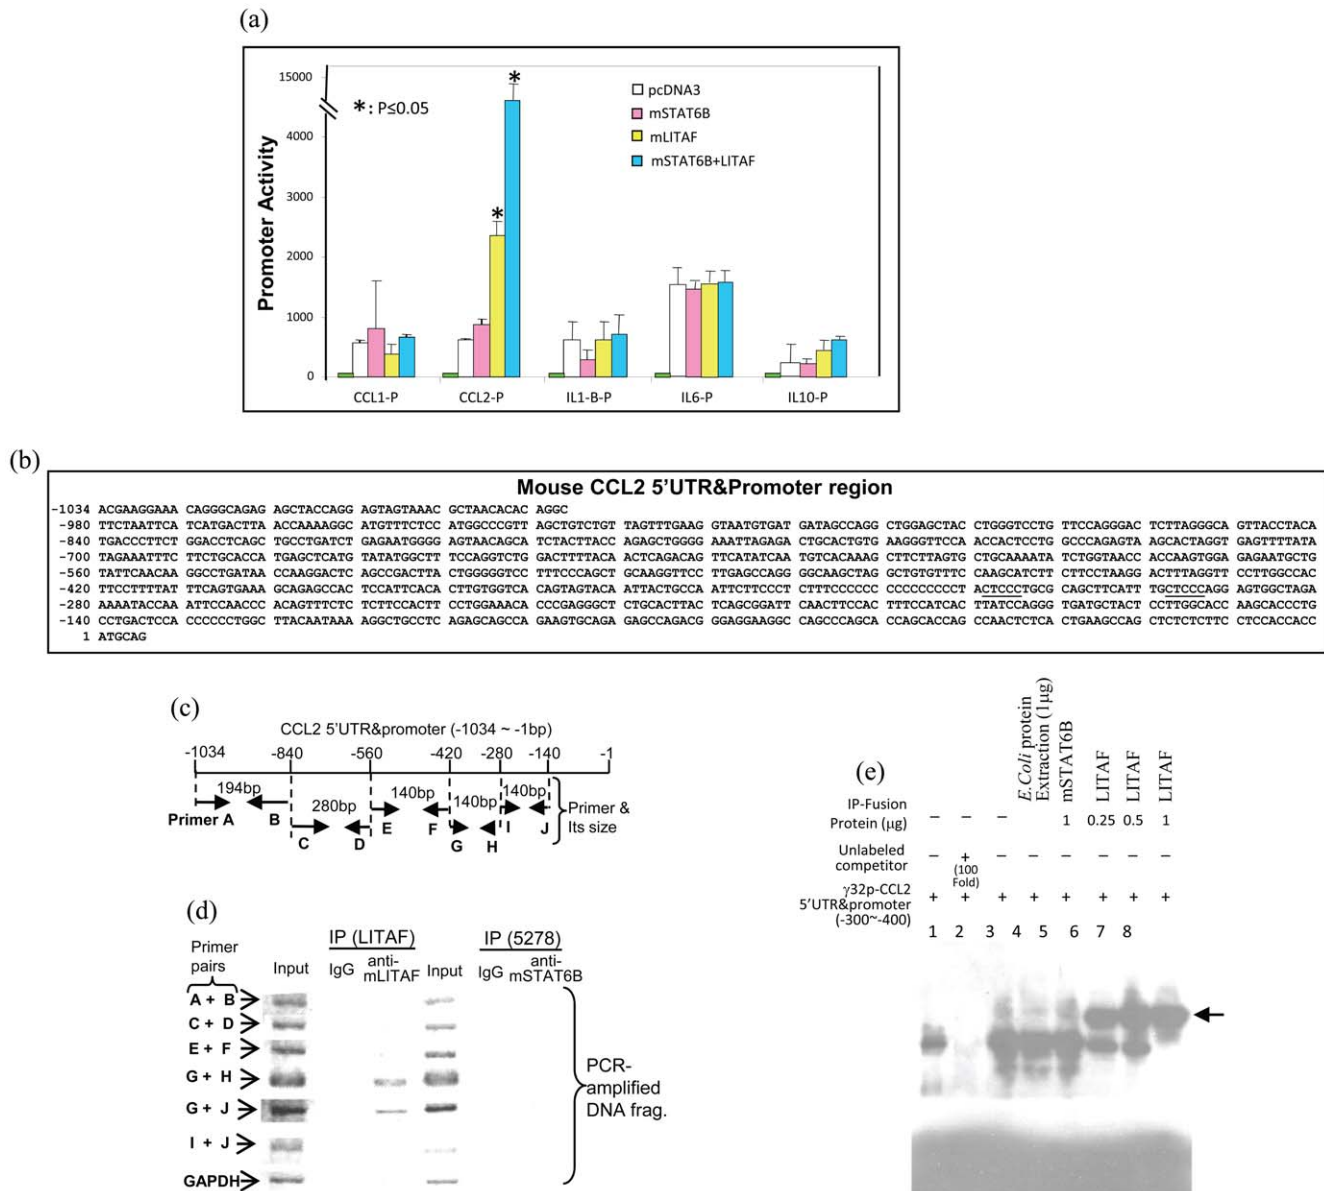 (a)
15000
4000
3000
2000
1000
0
Promoter Activity
*: P≤0.05
*
*
pcDNA3
mSTAT6B
mLITAF
mSTAT6B+LITAF
CCL1-P CCL2-P IL1-B-P IL6-P IL10-P
(b)
Mouse CCL2 5'UTR&Promoter region
-1034 ACGAAGGAAA CAGGGCAGAG AGCTACCAGG AGTAGTAAAC GCTAACACAC AGGC
-980 TTCTAATTCA TCATGACTTA ACCAAAAGGC ATGTTTCTCC ATGGCCCGTTA AGCTGTCTGT TAGTTTGAAG GTAATGTGAT GATAGCCAGG CTGGAGCTAC CTGGGTCCTG TTCCAGGGACT CTTAGGGCA GTTACCTACA
-840 TGACCCTTCT GGACCTCAGC TGCCTGATCT GAGAATGGGG AGTAACAGCA TCTACTTACC AGAGCTGGGG AAATTAGAGA CTGCACTGTG AAGGGTTCCA ACCACTCCTG GCCCAGAGTA AGCACTAGGT GAGTTTTATA
-700 TAGAAATTTC TTCTGCACCA TGAGCTCATG TATATGGCTT TCCAGGTCTG GACTTTTACA AACTCAGACAG TTCATATCAA TGTCACAAAG CTTCTTAGTG CTGCAAAATA TCTGGTAACC ACCAAGTGGA GAGAATGCTG
-560 TATTCAACAA GGCCTGATAA CCAAGGACTC AGCCGACTTA CTGGGGGTCC TTTCCCAGCT GCAAGGTTCC TTGAGCCAGG GGCAAGCTAG GCTGTGTTTC CAAGCATCTT CTTCCTAAGG ACTTTAGGTT CCTTGGCCAC
-420 TTCCTTTTAT TTCAGTGAAA GCAGAGCCAC TCCATTCACA CTTGTGGTCA CAGTAGTACA ATTACTGCCA ATTCTTCCCT CTTTCCCCCC CCCCCCCCCT ACTCCCTGCG CAGCTTCATT TGCTCCCAGG AGTGGCTAGA
-280 AAAATACCAA ATTCCAACCC ACAGTTTCTC TCTTCCACTT CCTGGAAACA CCCGAGGGCT CTGCACTTAC TCAGCGGATT CAACTTCCAC TTTCCATCAC TTATCCAGGG TGATGCTACT CCTTGGCACC AAGCACCCTG
-140 CCTGACTCCA CCCCCCTGGC TTACAATAAA AGGCTGCCTC AGAGCAGCCA GAAGTGCAGA GAGCCAGACG GGAGGAAGGC CAGCCCAGCA CCAGCACCAG CCAACTCTCA CTGAAGCCAG CTCTCTCTTC CTCCACCACC
1 ATGCAG
(c)
CCL2 5'UTR&promoter (-1034 ~ -1bp)
-1034 -840 -560 -420 -280 -140 -1
194bp 280bp 140bp 140bp 140bp
Primer A B C D E F G H I J
Primer &
Its size
(d)
IP (LITAF) IP (5278)
Primer
pairs
Input IgG anti-mLITAF Input IgG anti-mSTAT6B
A + B
C + D
E + F
G + H
G + J
I + J
GAPDH
PCR-
amplified
DNA frag.
(e)
IP-Fusion
Protein (µg)
E.Coli protein
Extraction (1µg)
mSTAT6B
LITAF
LITAF
LITAF
– – – 1 0.25 0.5 1
Unlabeled
competitor
– + – – – – – –
(100
Fold)
γ32p-CCL2
5'UTR&promoter
(-300~-400)
+ + + + + + + +
1 2 3 4 5 6 7 8